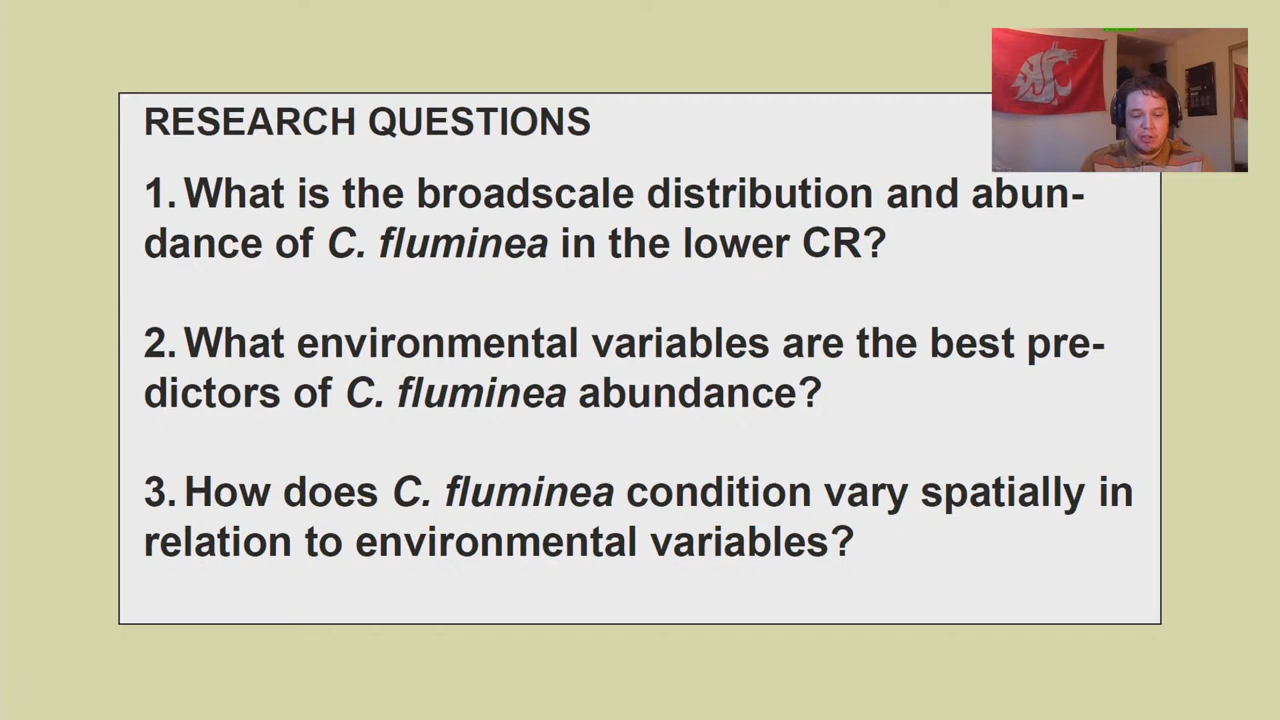 RESEARCH QUESTIONS
1. What is the broadscale distribution and abun-
dance of C. fluminea in the lower CR?
2. What environmental variables are the best pre-
dictors of C. fluminea abundance?
3. How does C. fluminea condition vary spatially in
relation to environmental variables?